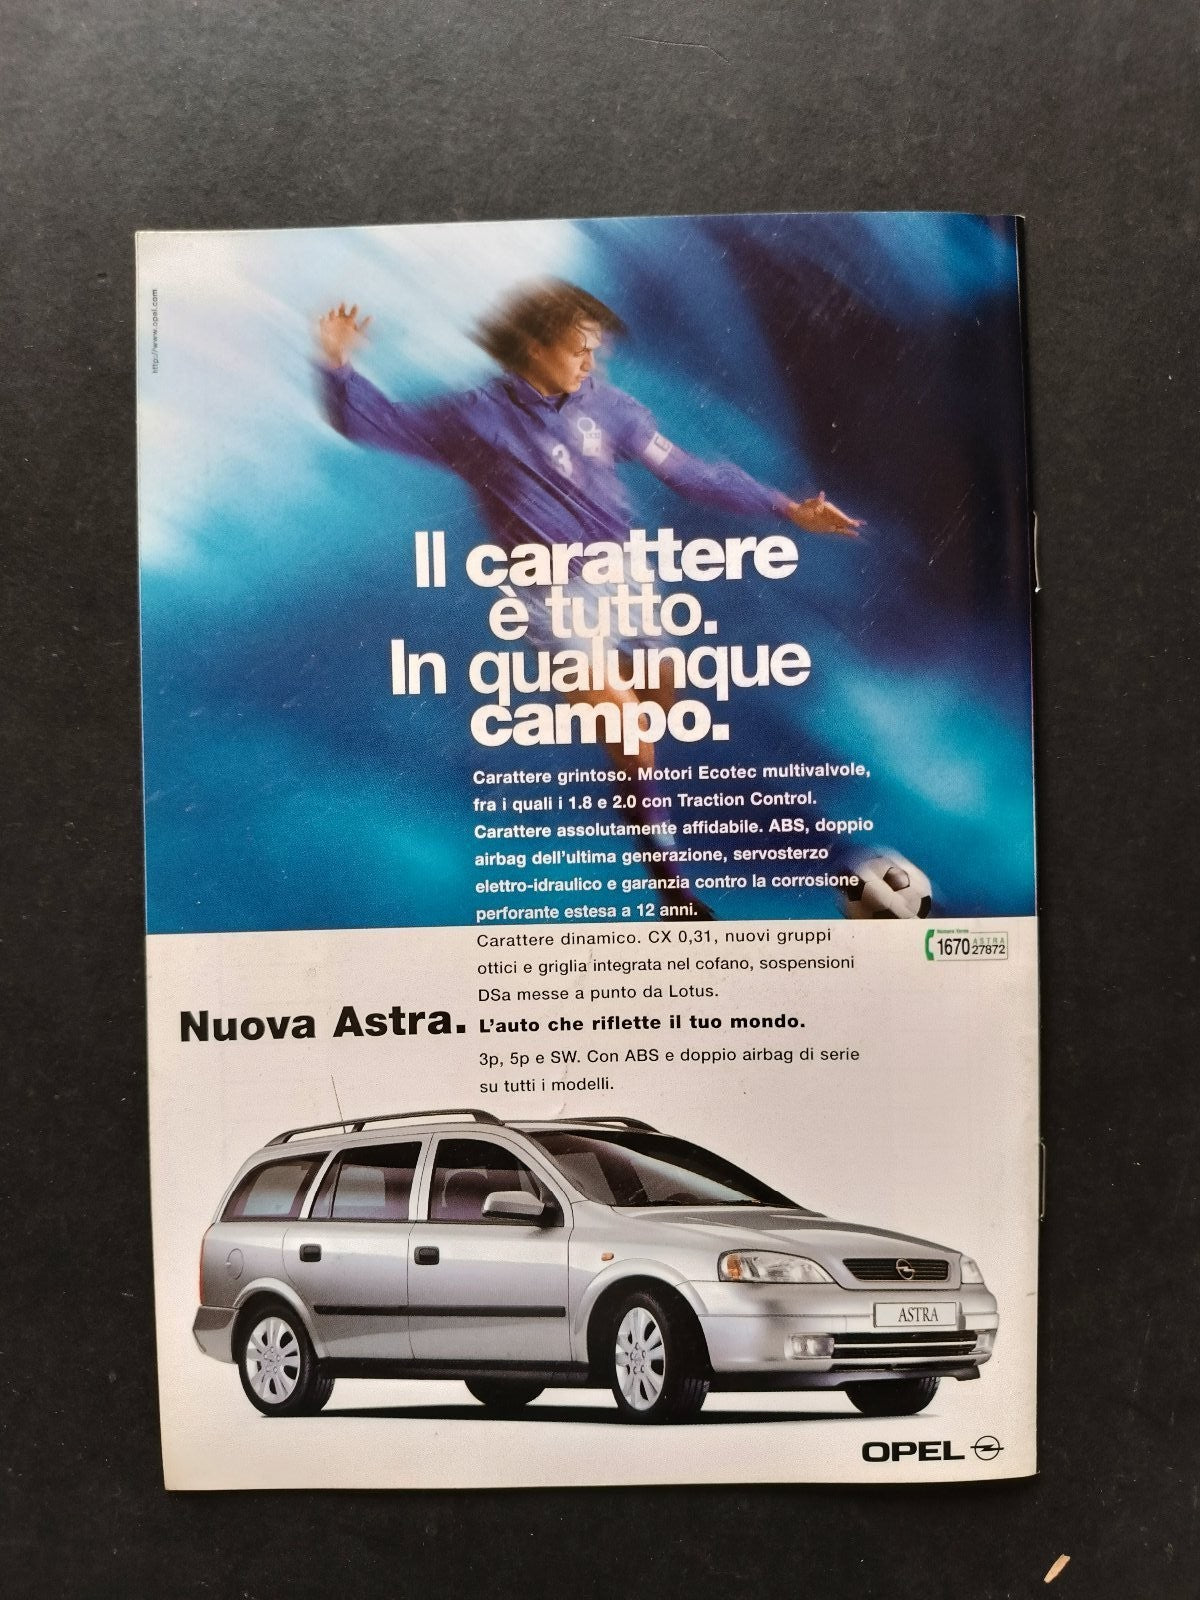 http://www.opel.com
3
Il carattere
è tutto.
In qualunque
campo.
Carattere grintoso. Motori Ecotec multivalvole,
fra i quali i 1.8 e 2.0 con Traction Control.
Carattere assolutamente affidabile. ABS, doppio
airbag dell'ultima generazione, servosterzo
elettro-idraulico e garanzia contro la corrosione
perforante estesa a 12 anni.
Carattere dinamico. CX 0,31, nuovi gruppi
ottici e griglia integrata nel cofano, sospensioni
DSa messe a punto da Lotus.
Numero Verde
1670 ASTRA
27872
Nuova Astra. L'auto che riflette il tuo mondo.
3p, 5p e SW. Con ABS e doppio airbag di serie
su tutti i modelli.
ASTRA
OPEL